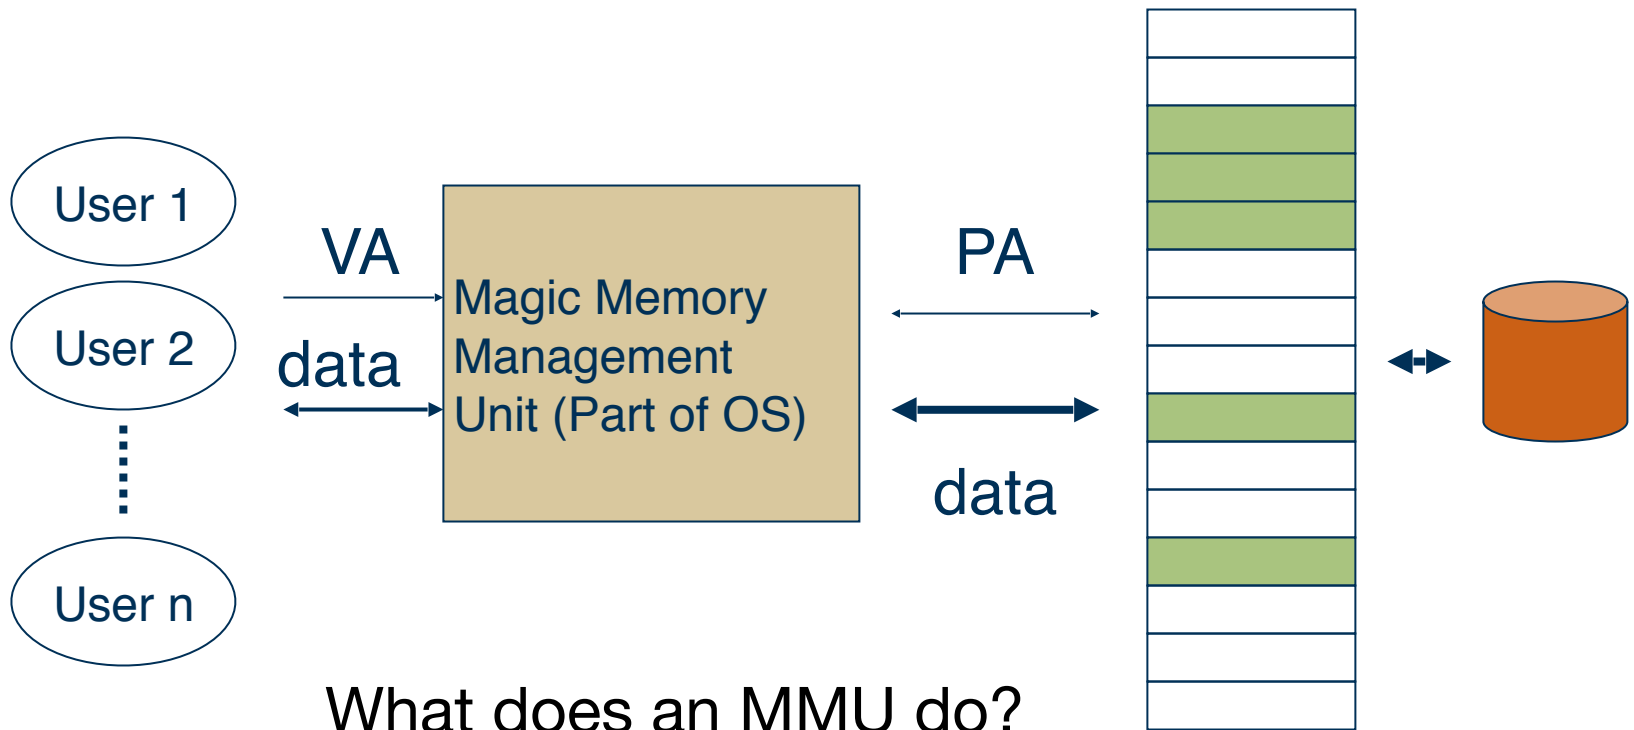 User 1
User 2
User n
VA
data
Magic Memory
Management
Unit (Part of OS)
PA
data
What does an MMU do?